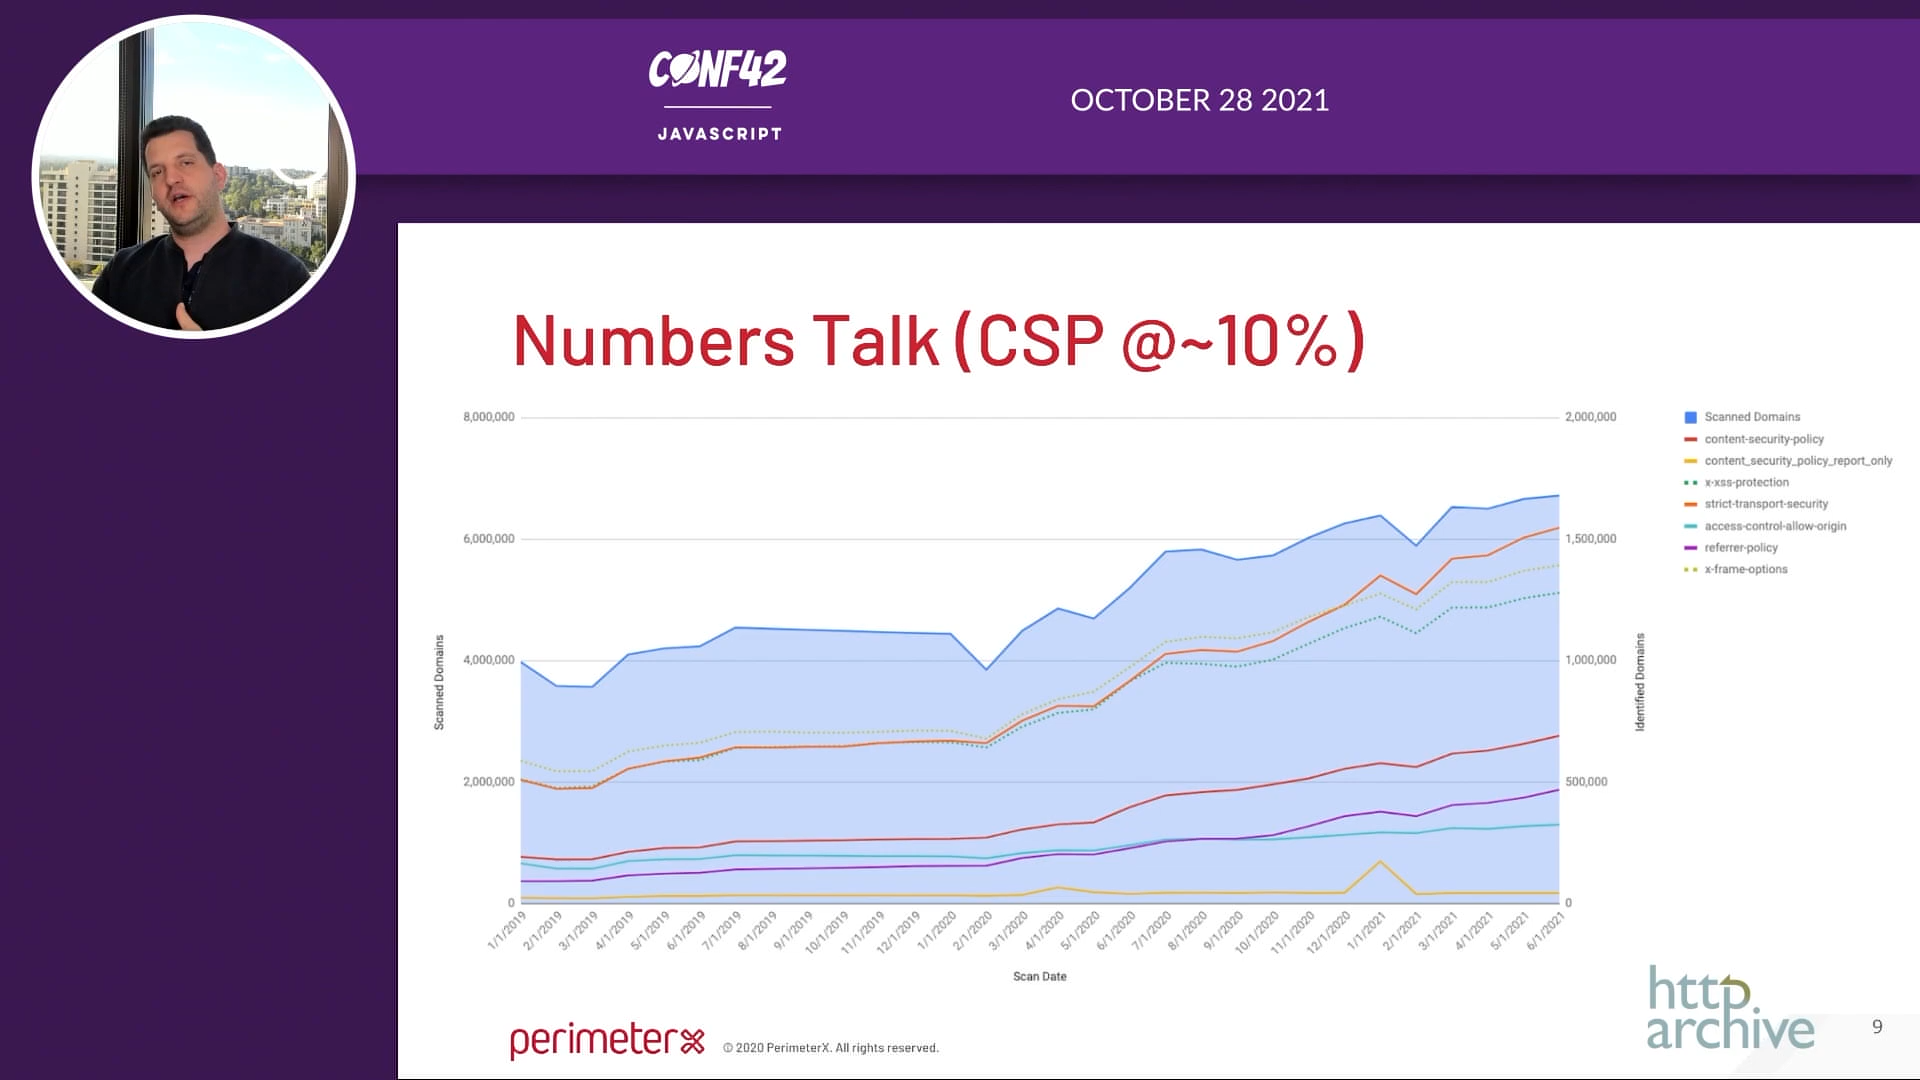 CONF42
JAVASCRIPT
OCTOBER 28 2021
Numbers Talk (CSP @~10%)
8,000,000
6,000,000
4,000,000
2,000,000
0
Scanned Domains
2,000,000
1,500,000
1,000,000
500,000
0
Identified Domains
Scanned Domains
content-security-policy
content_security_policy_report_only
x-xss-protection
strict-transport-security
access-control-allow-origin
referrer-policy
x-frame-options
1/1/2019
2/1/2019
3/1/2019
4/1/2019
5/1/2019
6/1/2019
7/1/2019
8/1/2019
9/1/2019
10/1/2019
11/1/2019
12/1/2019
1/1/2020
2/1/2020
3/1/2020
4/1/2020
5/1/2020
6/1/2020
7/1/2020
8/1/2020
9/1/2020
10/1/2020
11/1/2020
12/1/2020
1/1/2021
2/1/2021
3/1/2021
4/1/2021
5/1/2021
6/1/2021
Scan Date
perimeterx
© 2020 PerimeterX. All rights reserved.
http
archive
9